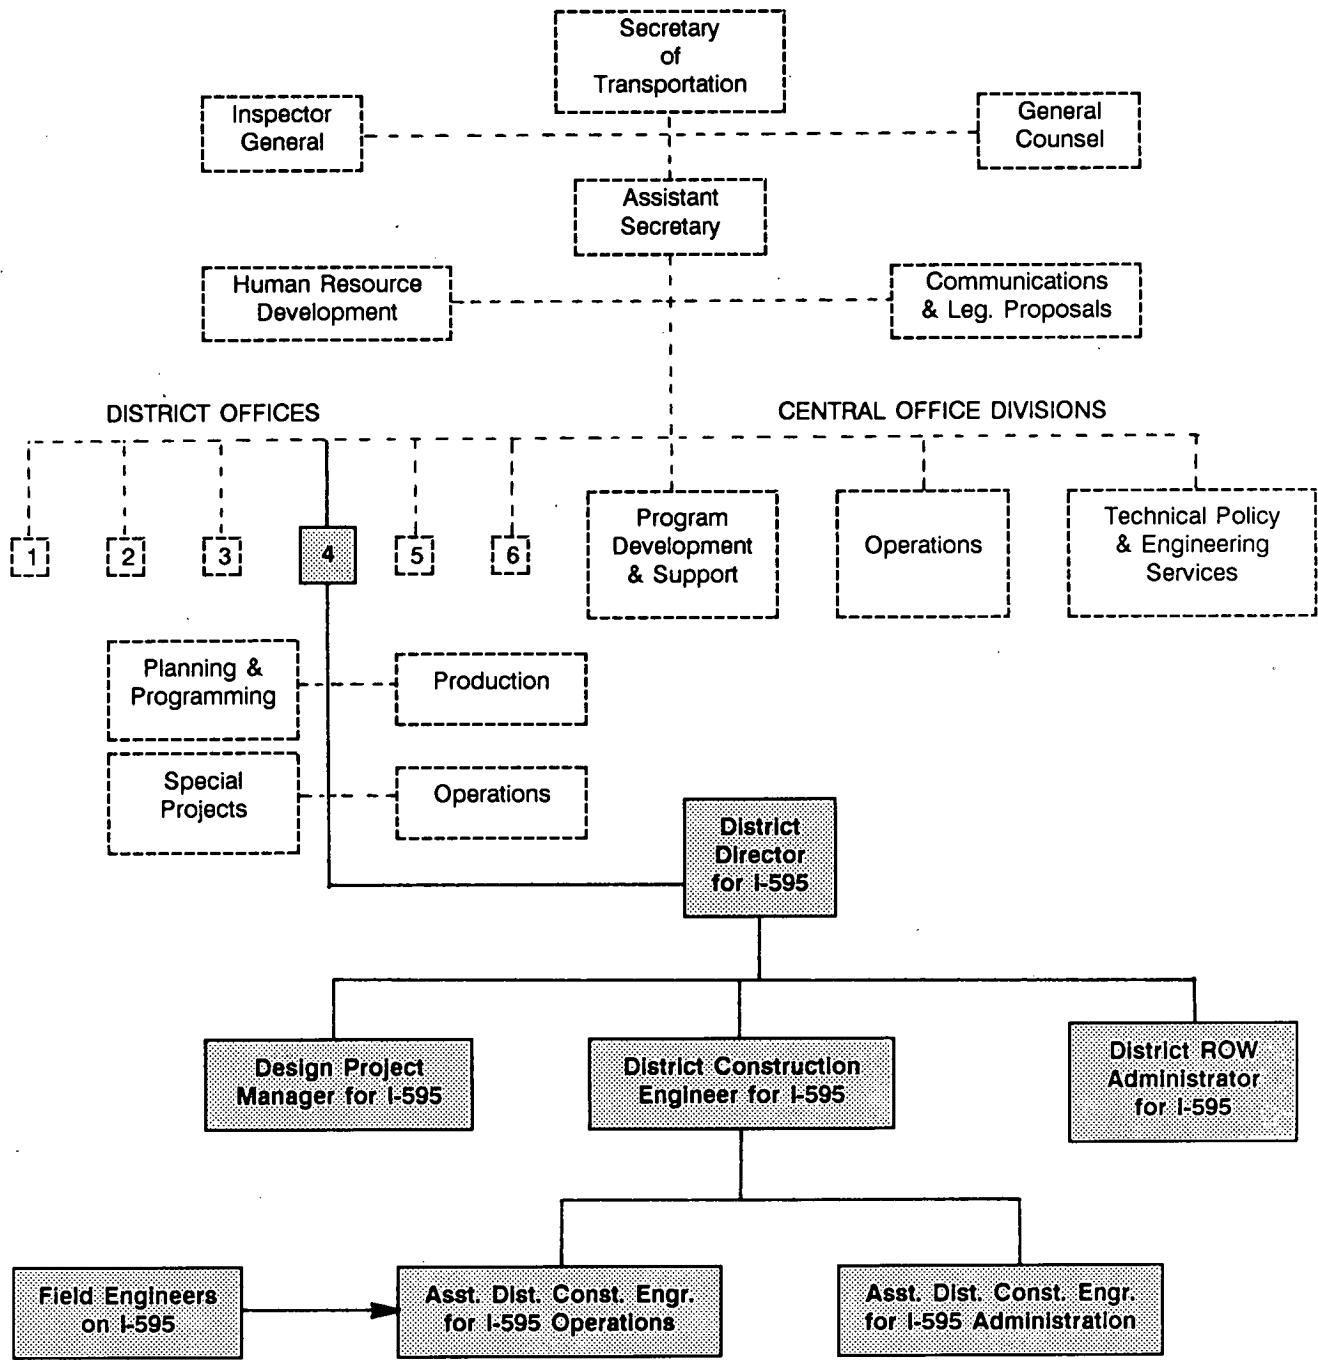 Secretary
of
Transportation
Inspector
General
General
Counsel
Assistant
Secretary
Human Resource
Development
Communications
& Leg. Proposals
DISTRICT OFFICES
CENTRAL OFFICE DIVISIONS
1
2
3
4
5
6
Program
Development
& Support
Operations
Technical Policy
& Engineering
Services
Planning &
Programming
Production
Special
Projects
Operations
District
Director
for I-595
Design Project
Manager for I-595
District Construction
Engineer for I-595
District ROW
Administrator
for I-595
Field Engineers
on I-595
Asst. Dist. Const. Engr.
for I-595 Operations
Asst. Dist. Const. Engr.
for I-595 Administration